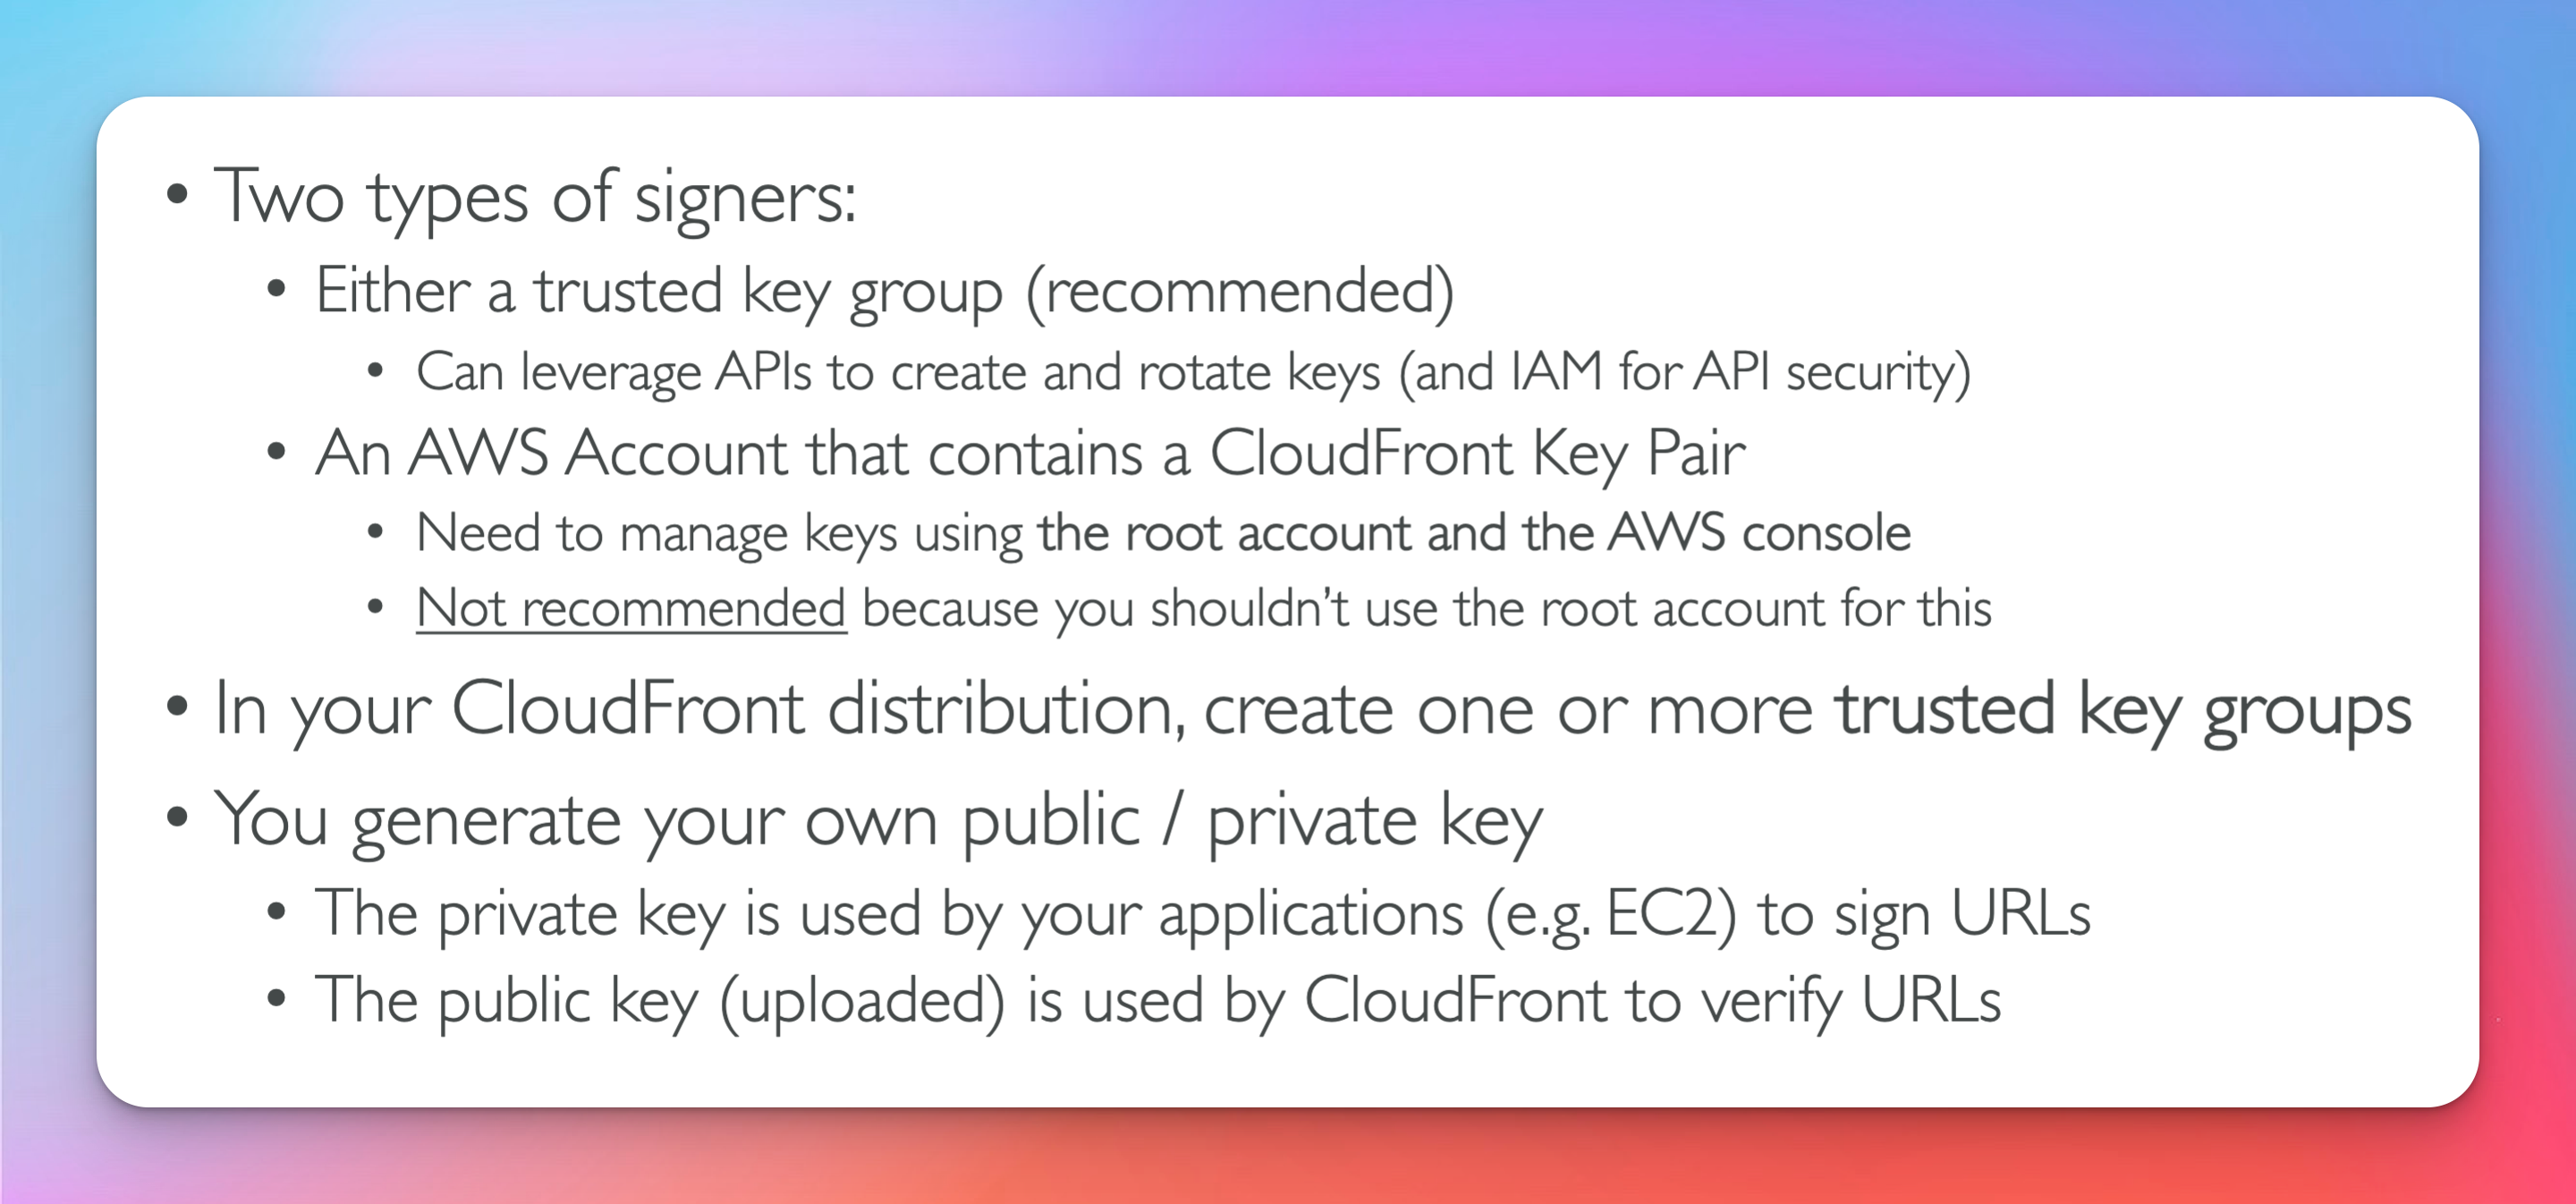 • Two types of signers:
• Either a trusted key group (recommended)
• Can leverage APIs to create and rotate keys (and IAM for API security)
• An AWS Account that contains a CloudFront Key Pair
• Need to manage keys using the root account and the AWS console
• Not recommended because you shouldn’t use the root account for this
• In your CloudFront distribution, create one or more trusted key groups
• You generate your own public / private key
• The private key is used by your applications (e.g. EC2) to sign URLs
• The public key (uploaded) is used by CloudFront to verify URLs